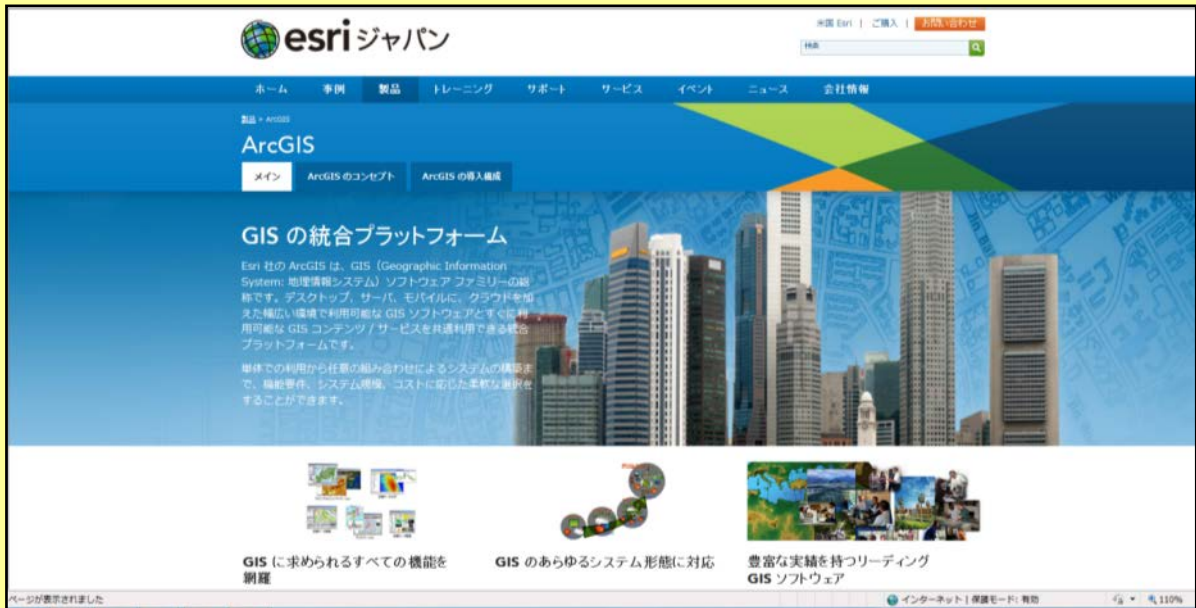 esri ジャパン
米国 Esri | ご購入 | お問い合わせ
検索
ホーム 事例 製品 トレーニング サポート サービス イベント ニュース 会社情報
製品 > ArcGIS
ArcGIS
メイン ArcGIS のコンセプト ArcGIS の導入構成
GIS の統合プラットフォーム
Esri 社の ArcGIS は、GIS（Geographic Information
System: 地理情報システム）ソフトウェア ファミリーの総
称です。デスクトップ、サーバ、モバイルに、クラウドを加
えた幅広い環境で利用可能な GIS ソフトウェアとすぐに利
用可能な GIS コンテンツ / サービスを共通利用できる統合
プラットフォームです。
単体での利用から任意の組み合わせによるシステムの構築ま
で、機能要件、システム規模、コストに応じた柔軟な選択を
することができます。
GIS に求められるすべての機能を
網羅
GIS のあらゆるシステム形態に対応
豊富な実績を持つリーディング
GIS ソフトウェア
ページが表示されました
インターネット | 保護モード: 有効
110%